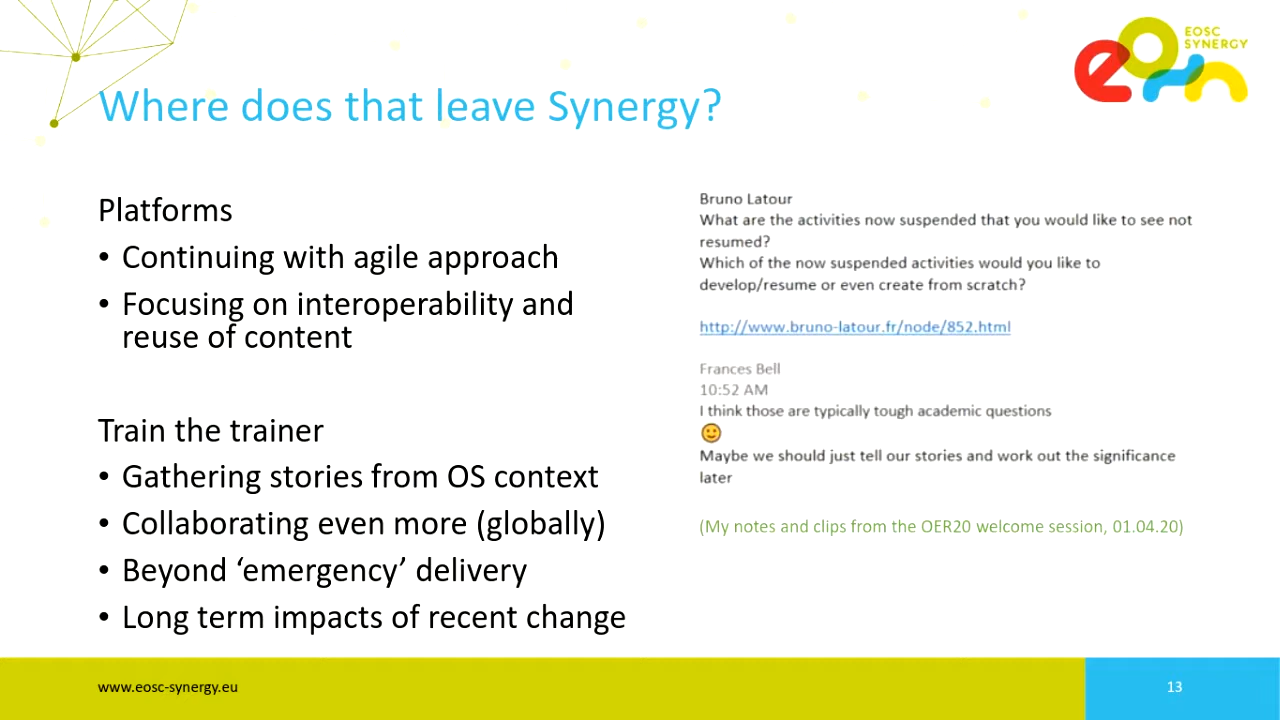 EOSC
SYNERGY
Where does that leave Synergy?
Platforms
• Continuing with agile approach
• Focusing on interoperability and
reuse of content
Train the trainer
• Gathering stories from OS context
• Collaborating even more (globally)
• Beyond ‘emergency’ delivery
• Long term impacts of recent change
Bruno Latour
What are the activities now suspended that you would like to see not
resumed?
Which of the now suspended activities would you like to
develop/resume or even create from scratch?
http://www.bruno-latour.fr/node/852.html
Frances Bell
10:52 AM
I think those are typically tough academic questions
🙂
Maybe we should just tell our stories and work out the significance
later
(My notes and clips from the OER20 welcome session, 01.04.20)
www.eosc-synergy.eu
13